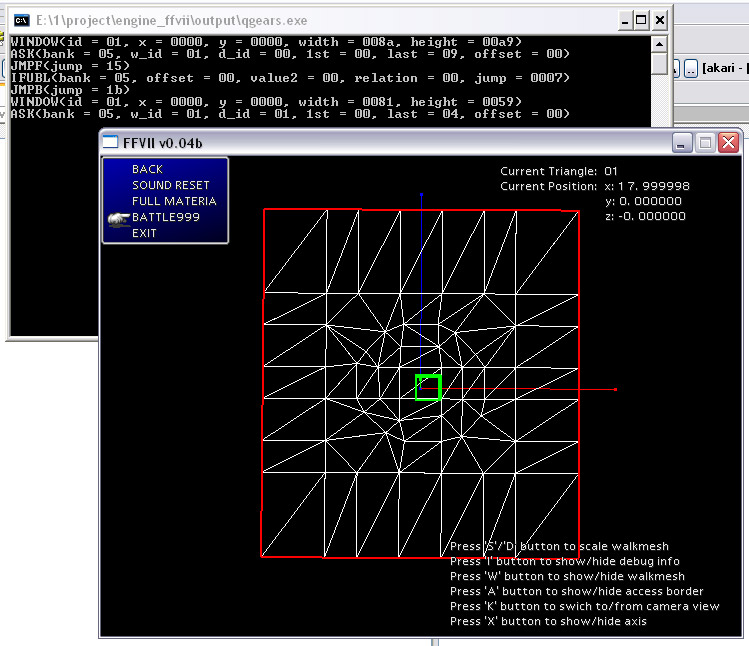 E:\1\project\engine_ffvii\output\qgears.exe
WINDOW(id = 01, x = 0000, y = 0000, width = 008a, height = 00a9)
ASK(bank = 05, w_id = 01, d_id = 00, 1st = 00, last = 09, offset = 00)
JMPF(jump = 15)
IFUBL(bank = 05, offset = 00, value2 = 00, relation = 00, jump = 0007)
JMPB(jump = 1b)
WINDOW(id = 01, x = 0000, y = 0000, width = 0081, height = 0059)
ASK(bank = 05, w_id = 01, d_id = 01, 1st = 00, last = 04, offset = 00)
[akari - [
FFVII v0.04b
BACK
SOUND RESET
FULL MATERIA
BATTLE999
EXIT
Current Triangle: 01
Current Position: x: 17.999998
y: 0.000000
z: -0.000000
Press 'S'/'D' button to scale walkmesh
Press 'I' button to show/hide debug info
Press 'W' button to show/hide walkmesh
Press 'A' button to show/hide access border
Press 'K' button to swich to/from camera view
Press 'X' button to show/hide axis